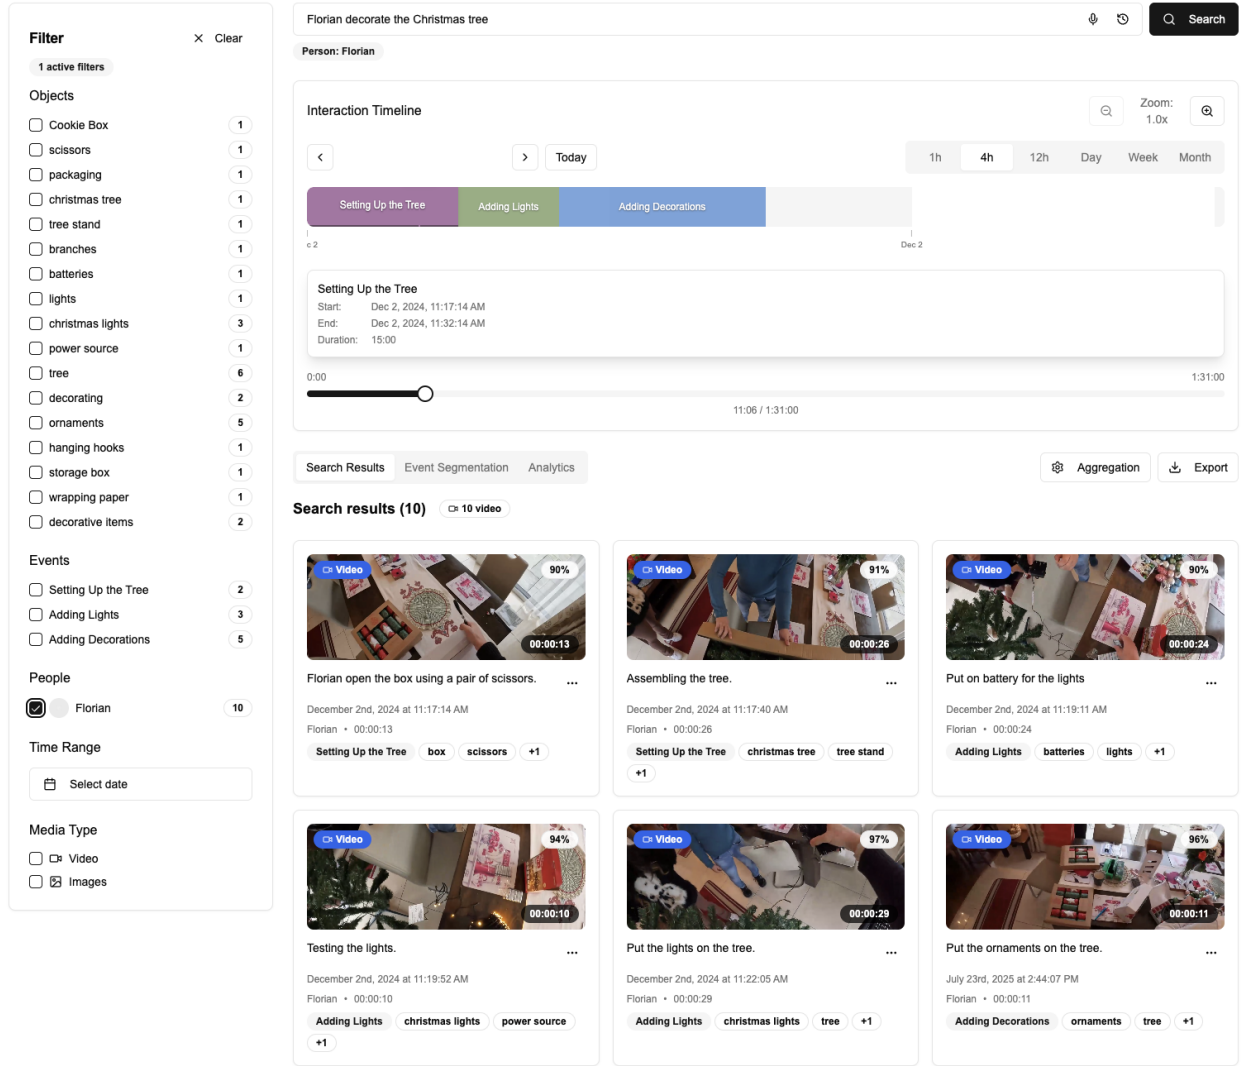 Filter
Clear
1 active filters
Objects
Cookie Box 1
scissors 1
packaging 1
christmas tree 1
tree stand 1
branches 1
batteries 1
lights 1
christmas lights 3
power source 1
tree 6
decorating 2
ornaments 5
hanging hooks 1
storage box 1
wrapping paper 1
decorative items 2
Events
Setting Up the Tree 2
Adding Lights 3
Adding Decorations 5
People
Florian 10
Time Range
Select date
Media Type
Video
Images
Florian decorate the Christmas tree
Search
Person: Florian
Interaction Timeline
Zoom:
1.0x
Today
1h 4h 12h Day Week Month
Setting Up the Tree Adding Lights Adding Decorations
c 2 Dec 2
Setting Up the Tree
Start: Dec 2, 2024, 11:17:14 AM
End: Dec 2, 2024, 11:32:14 AM
Duration: 15:00
0:00 1:31:00
11:06 / 1:31:00
Search Results Event Segmentation Analytics
Aggregation Export
Search results (10) 10 video
Video 90%
00:00:13
Florian open the box using a pair of scissors. ...
December 2nd, 2024 at 11:17:14 AM
Florian • 00:00:13
Setting Up the Tree box scissors +1
Video 91%
00:00:26
Assembling the tree. ...
December 2nd, 2024 at 11:17:40 AM
Florian • 00:00:26
Setting Up the Tree christmas tree tree stand
+1
Video 90%
00:00:24
Put on battery for the lights ...
December 2nd, 2024 at 11:19:11 AM
Florian • 00:00:24
Adding Lights batteries lights +1
Video 94%
00:00:10
Testing the lights. ...
December 2nd, 2024 at 11:19:52 AM
Florian • 00:00:10
Adding Lights christmas lights power source
+1
Video 97%
00:00:29
Put the lights on the tree. ...
December 2nd, 2024 at 11:22:05 AM
Florian • 00:00:29
Adding Lights christmas lights tree +1
Video 96%
00:00:11
Put the ornaments on the tree. ...
July 23rd, 2025 at 2:44:07 PM
Florian • 00:00:11
Adding Decorations ornaments tree +1